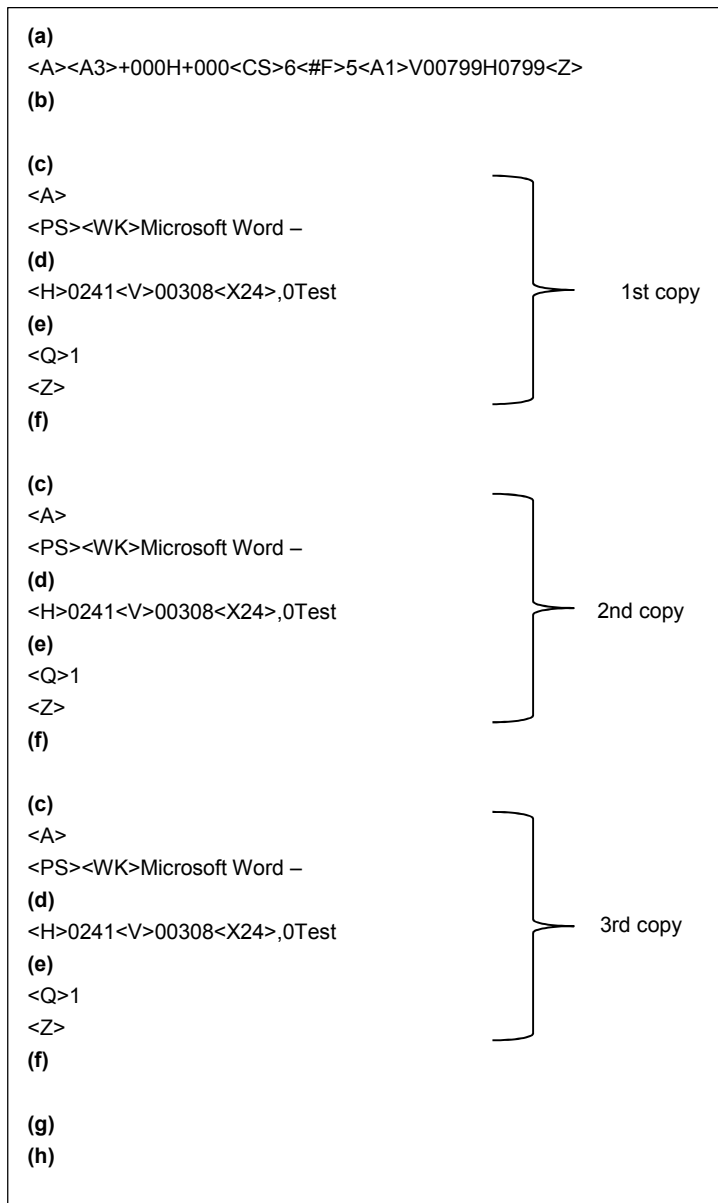 (a)
<A><A3>+000H+000<CS>6<#F>5<A1>V00799H0799<Z>
(b)
(c)
<A>
<PS><WK>Microsoft Word –
(d)
<H>0241<V>00308<X24>,0Test
(e)
<Q>1
<Z>
(f)
1st copy
(c)
<A>
<PS><WK>Microsoft Word –
(d)
<H>0241<V>00308<X24>,0Test
(e)
<Q>1
<Z>
(f)
2nd copy
(c)
<A>
<PS><WK>Microsoft Word –
(d)
<H>0241<V>00308<X24>,0Test
(e)
<Q>1
<Z>
(f)
3rd copy
(g)
(h)